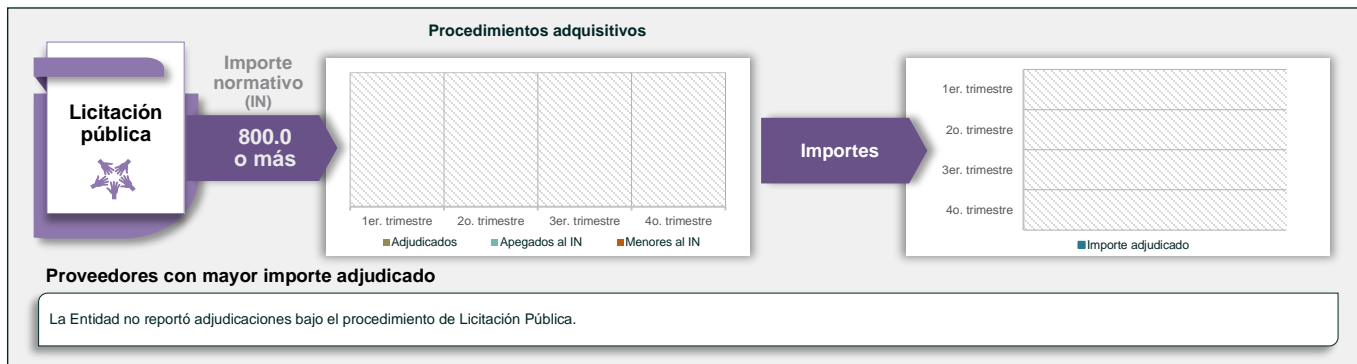 Procedimientos adquisitivos
Licitación
pública
Importe
normativo
(IN)
800.0
o más
1er. trimestre 2o. trimestre 3er. trimestre 4o. trimestre
Adjudicados Apegados al IN Menores al IN
Importes
1er. trimestre
2o. trimestre
3er. trimestre
4o. trimestre
Importe adjudicado
Proveedores con mayor importe adjudicado
La Entidad no reportó adjudicaciones bajo el procedimiento de Licitación Pública.